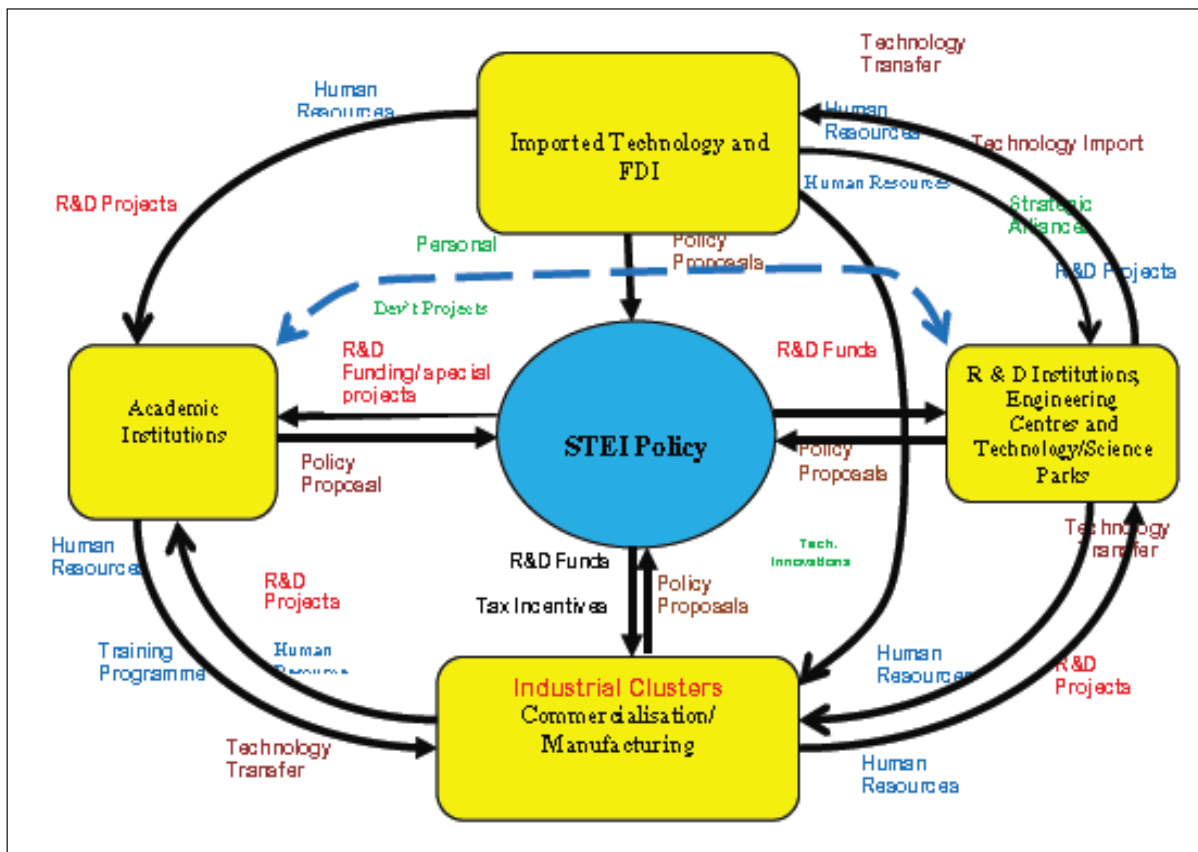 Technology
Transfer
Human
Resources
Human
Resources
Imported Technology and
FDI
Technology Import
Human Resources
R&D Projects
Strategic
Alliances
Personal
Policy
Proposals
R&D Projects
Dev't Projects
R&D
Funding/special
projects
R&D Funds
Academic
Institutions
STEI Policy
R & D Institutions,
Engineering
Centres and
Technology/Science
Parks
Policy
Proposal
Policy
Proposals
Human
Resources
Technology
Transfer
R&D Funds
Tech.
Innovations
R&D
Projects
Tax Incentives
Policy
Proposals
Training
Programme
Human
Resource
Human
Resources
R&D
Projects
Industrial Clusters
Commercialisation/
Manufacturing
Technology
Transfer
Human
Resources